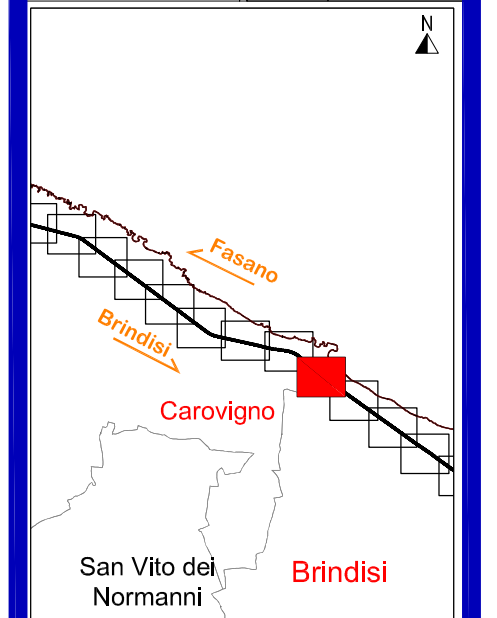 N
Fasano
Brindisi
Carovigno
San Vito dei
Normanni
Brindisi